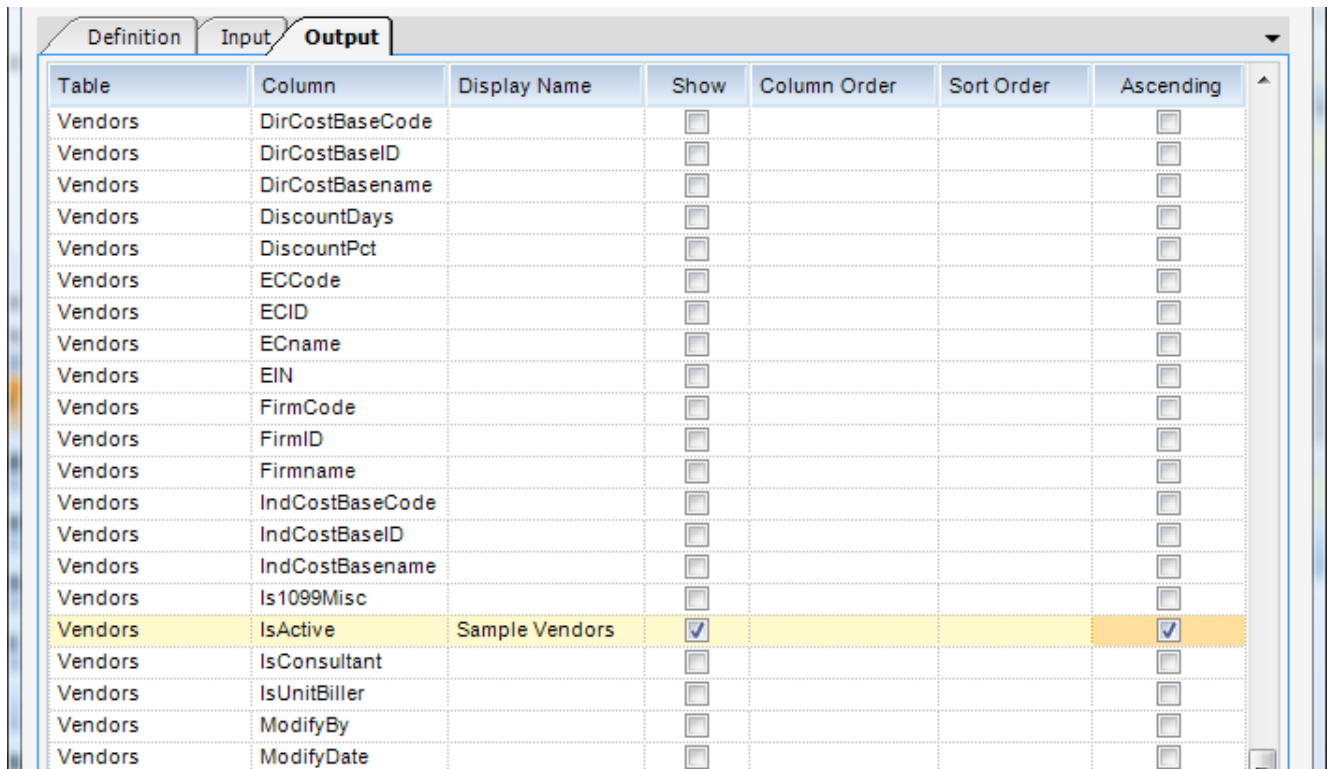 Definition Input Output
Table Column Display Name Show Column Order Sort Order Ascending
Vendors DirCostBaseCode
Vendors DirCostBaseID
Vendors DirCostBasename
Vendors DiscountDays
Vendors DiscountPct
Vendors ECCode
Vendors ECID
Vendors ECname
Vendors EIN
Vendors FirmCode
Vendors FirmID
Vendors Firmname
Vendors IndCostBaseCode
Vendors IndCostBaseID
Vendors IndCostBasename
Vendors Is1099Misc
Vendors IsActive Sample Vendors
Vendors IsConsultant
Vendors IsUnitBiller
Vendors ModifyBy
Vendors ModifyDate